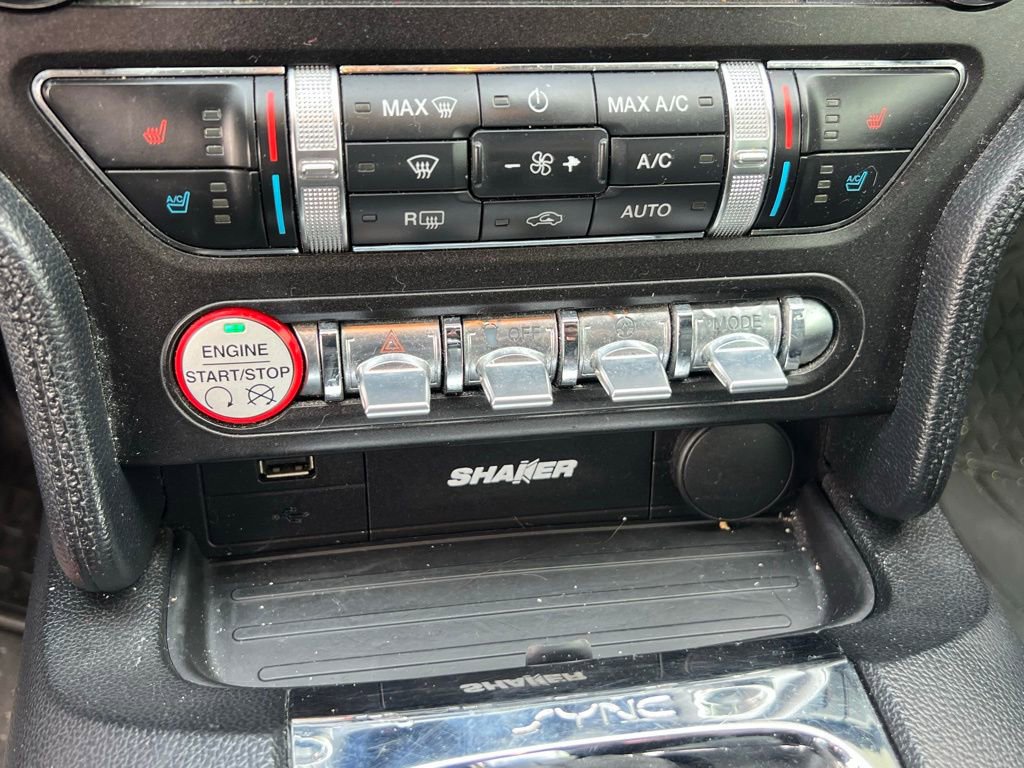 MAX
MAX A/C
A/C
A/C
A/C
R
AUTO
ENGINE
START/STOP
OFF
MODE
SHAKER
SHAKER
SYNC